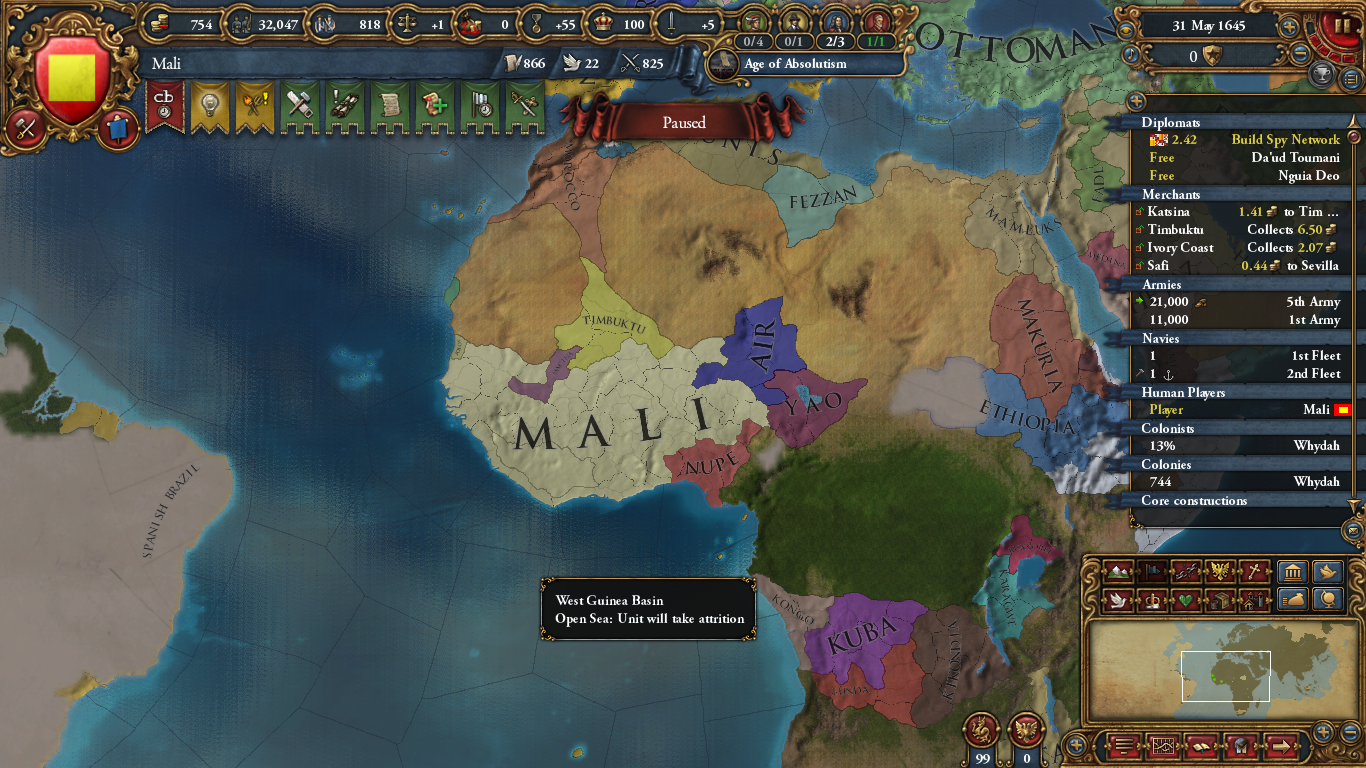 754
32,047
818
+1
0
+55
100
+5
0/4
0/1
2/3
1/1
31 May 1645
0
Mali
866
22
825
Age of Absolutism
cb
Paused
OTTOMAN
MOROCCO
FEZZAN
MAMLUKS
MEDINA
TIMBUKTU
AIR
MAKURIA
MALI
YAO
ETHIOPIA
NUPE
SPANISH BRAZIL
KONGO
KUBA
KARAGWE
LUNDA
West Guinea Basin
Open Sea: Unit will take attrition
Diplomats
2.42 Build Spy Network
Free Da'ud Toumani
Free Nguia Deo
Merchants
Katsina 1.41 to Tim ...
Timbuktu Collects 6.50
Ivory Coast Collects 2.07
Safi 0.44 to Sevilla
Armies
21,000 5th Army
11,000 1st Army
Navies
1 1st Fleet
1 2nd Fleet
Human Players
Player Mali
Colonists
13% Whydah
Colonies
744 Whydah
Core constructions
99
0